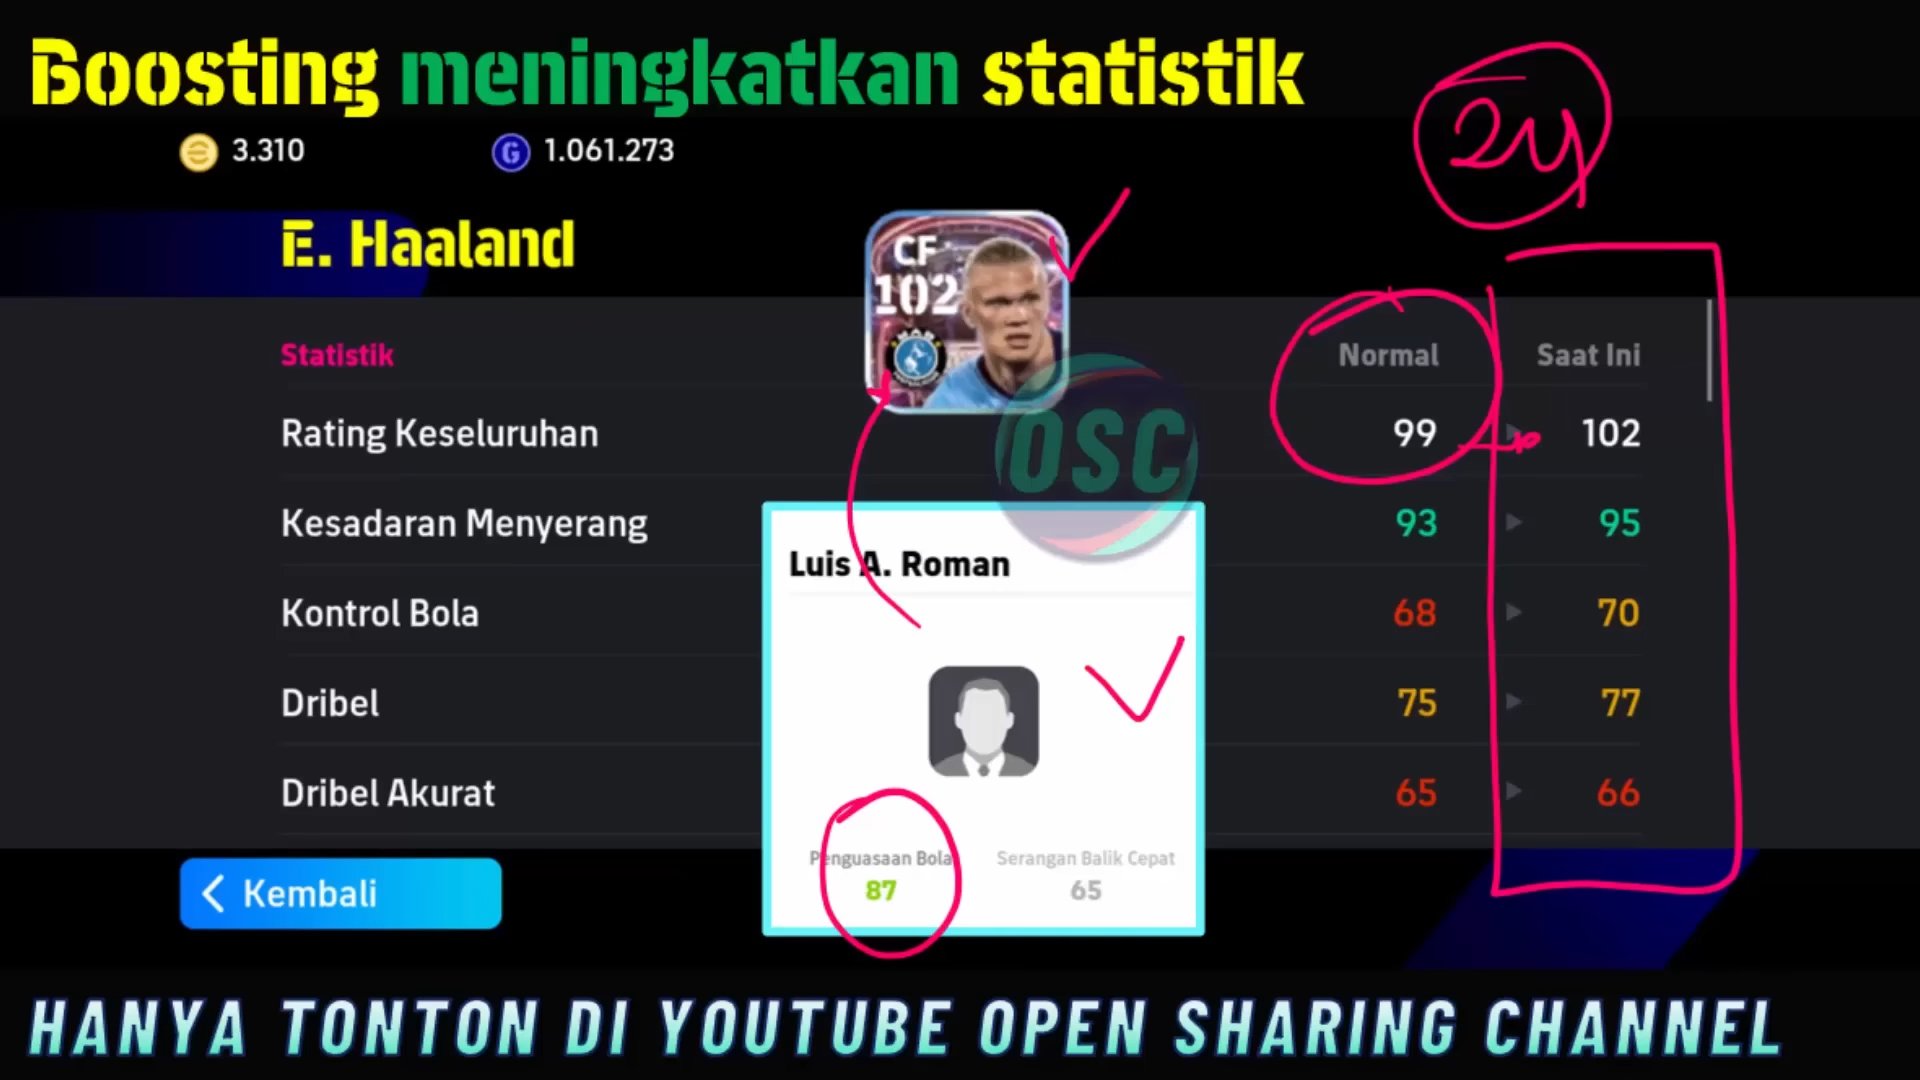 Boosting meningkatkan statistik
24
3.310
G 1.061.273
E. Haaland
CF
102
Statistik
Normal
Saat Ini
Rating Keseluruhan
99
102
Kesadaran Menyerang
93
95
Kontrol Bola
68
70
Dribel
75
77
Dribel Akurat
65
66
OSC
Luis A. Roman
Penguasaan Bola
Serangan Balik Cepat
87
65
Kembali
HANYA TONTON DI YOUTUBE OPEN SHARING CHANNEL